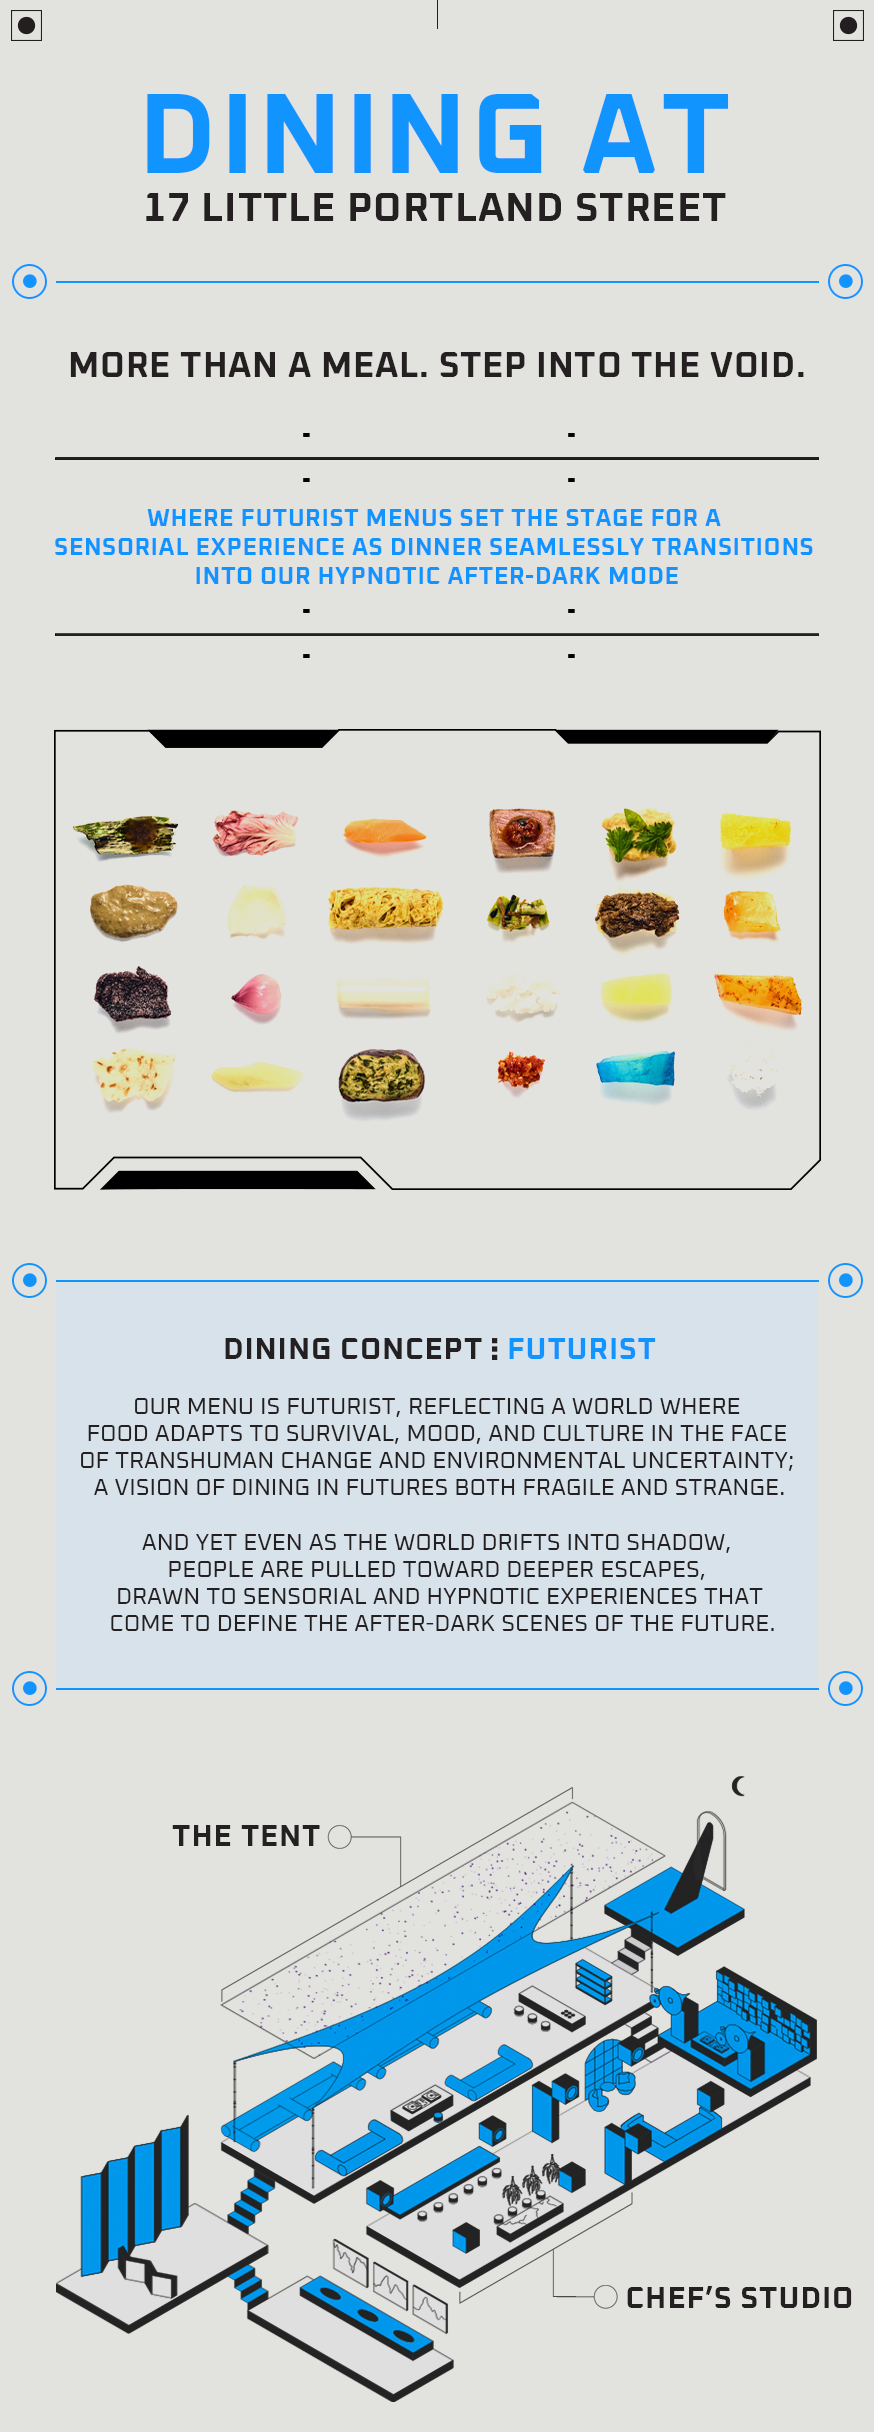 DINING AT
17 LITTLE PORTLAND STREET
MORE THAN A MEAL. STEP INTO THE VOID.
WHERE FUTURIST MENUS SET THE STAGE FOR A
SENSORIAL EXPERIENCE AS DINNER SEAMLESSLY TRANSITIONS
INTO OUR HYPNOTIC AFTER-DARK MODE
DINING CONCEPT ⋮ FUTURIST
OUR MENU IS FUTURIST, REFLECTING A WORLD WHERE
FOOD ADAPTS TO SURVIVAL, MOOD, AND CULTURE IN THE FACE
OF TRANSHUMAN CHANGE AND ENVIRONMENTAL UNCERTAINTY;
A VISION OF DINING IN FUTURES BOTH FRAGILE AND STRANGE.
AND YET EVEN AS THE WORLD DRIFTS INTO SHADOW,
PEOPLE ARE PULLED TOWARD DEEPER ESCAPES,
DRAWN TO SENSORIAL AND HYPNOTIC EXPERIENCES THAT
COME TO DEFINE THE AFTER-DARK SCENES OF THE FUTURE.
THE TENT
CHEF'S STUDIO